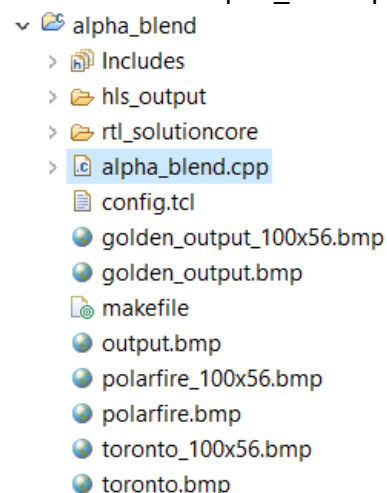 alpha_blend
Includes
hls_output
rtl_solutioncore
alpha_blend.cpp
config.tcl
golden_output_100x56.bmp
golden_output.bmp
makefile
output.bmp
polarfire_100x56.bmp
polarfire.bmp
toronto_100x56.bmp
toronto.bmp